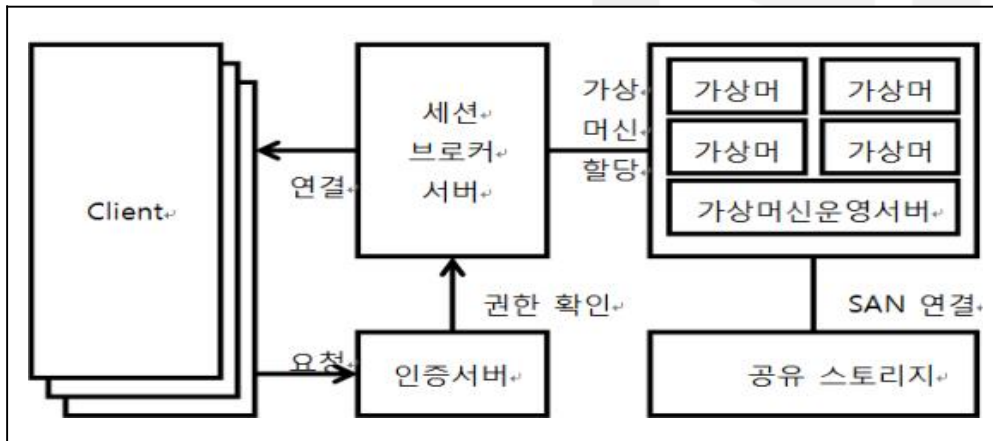 Client
연결
요청
세션
브로커
서버
권한 확인
인증서버
가상
머신
할당
가상머
가상머
가상머
가상머
가상머신운영서버
SAN 연결
공유 스토리지